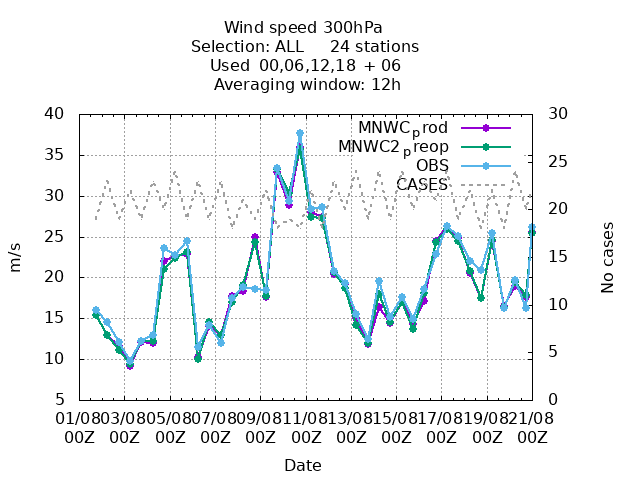 Wind speed 300hPa
Selection: ALL 24 stations
Used 00,06,12,18 + 06
Averaging window: 12h
40
35
30
25
20
15
10
5
30
25
20
15
10
5
0
m/s
No cases
MNWCprod
MNWC2preop
OBS
CASES
01/08 03/08 05/08 07/08 09/08 11/08 13/08 15/08 17/08 19/08 21/08
00Z 00Z 00Z 00Z 00Z 00Z 00Z 00Z 00Z 00Z 00Z
Date